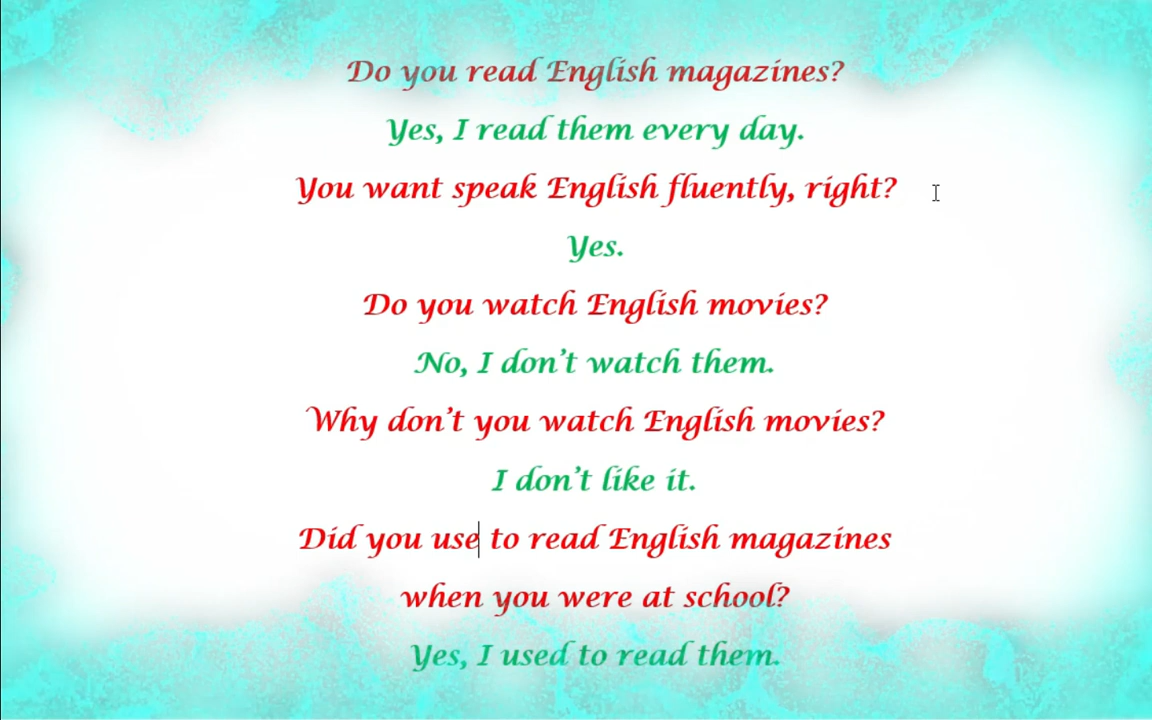 Do you read English magazines?
Yes, I read them every day.
You want speak English fluently, right?
Yes.
Do you watch English movies?
No, I don't watch them.
Why don't you watch English movies?
I don't like it.
Did you use to read English magazines
when you were at school?
Yes, I used to read them.